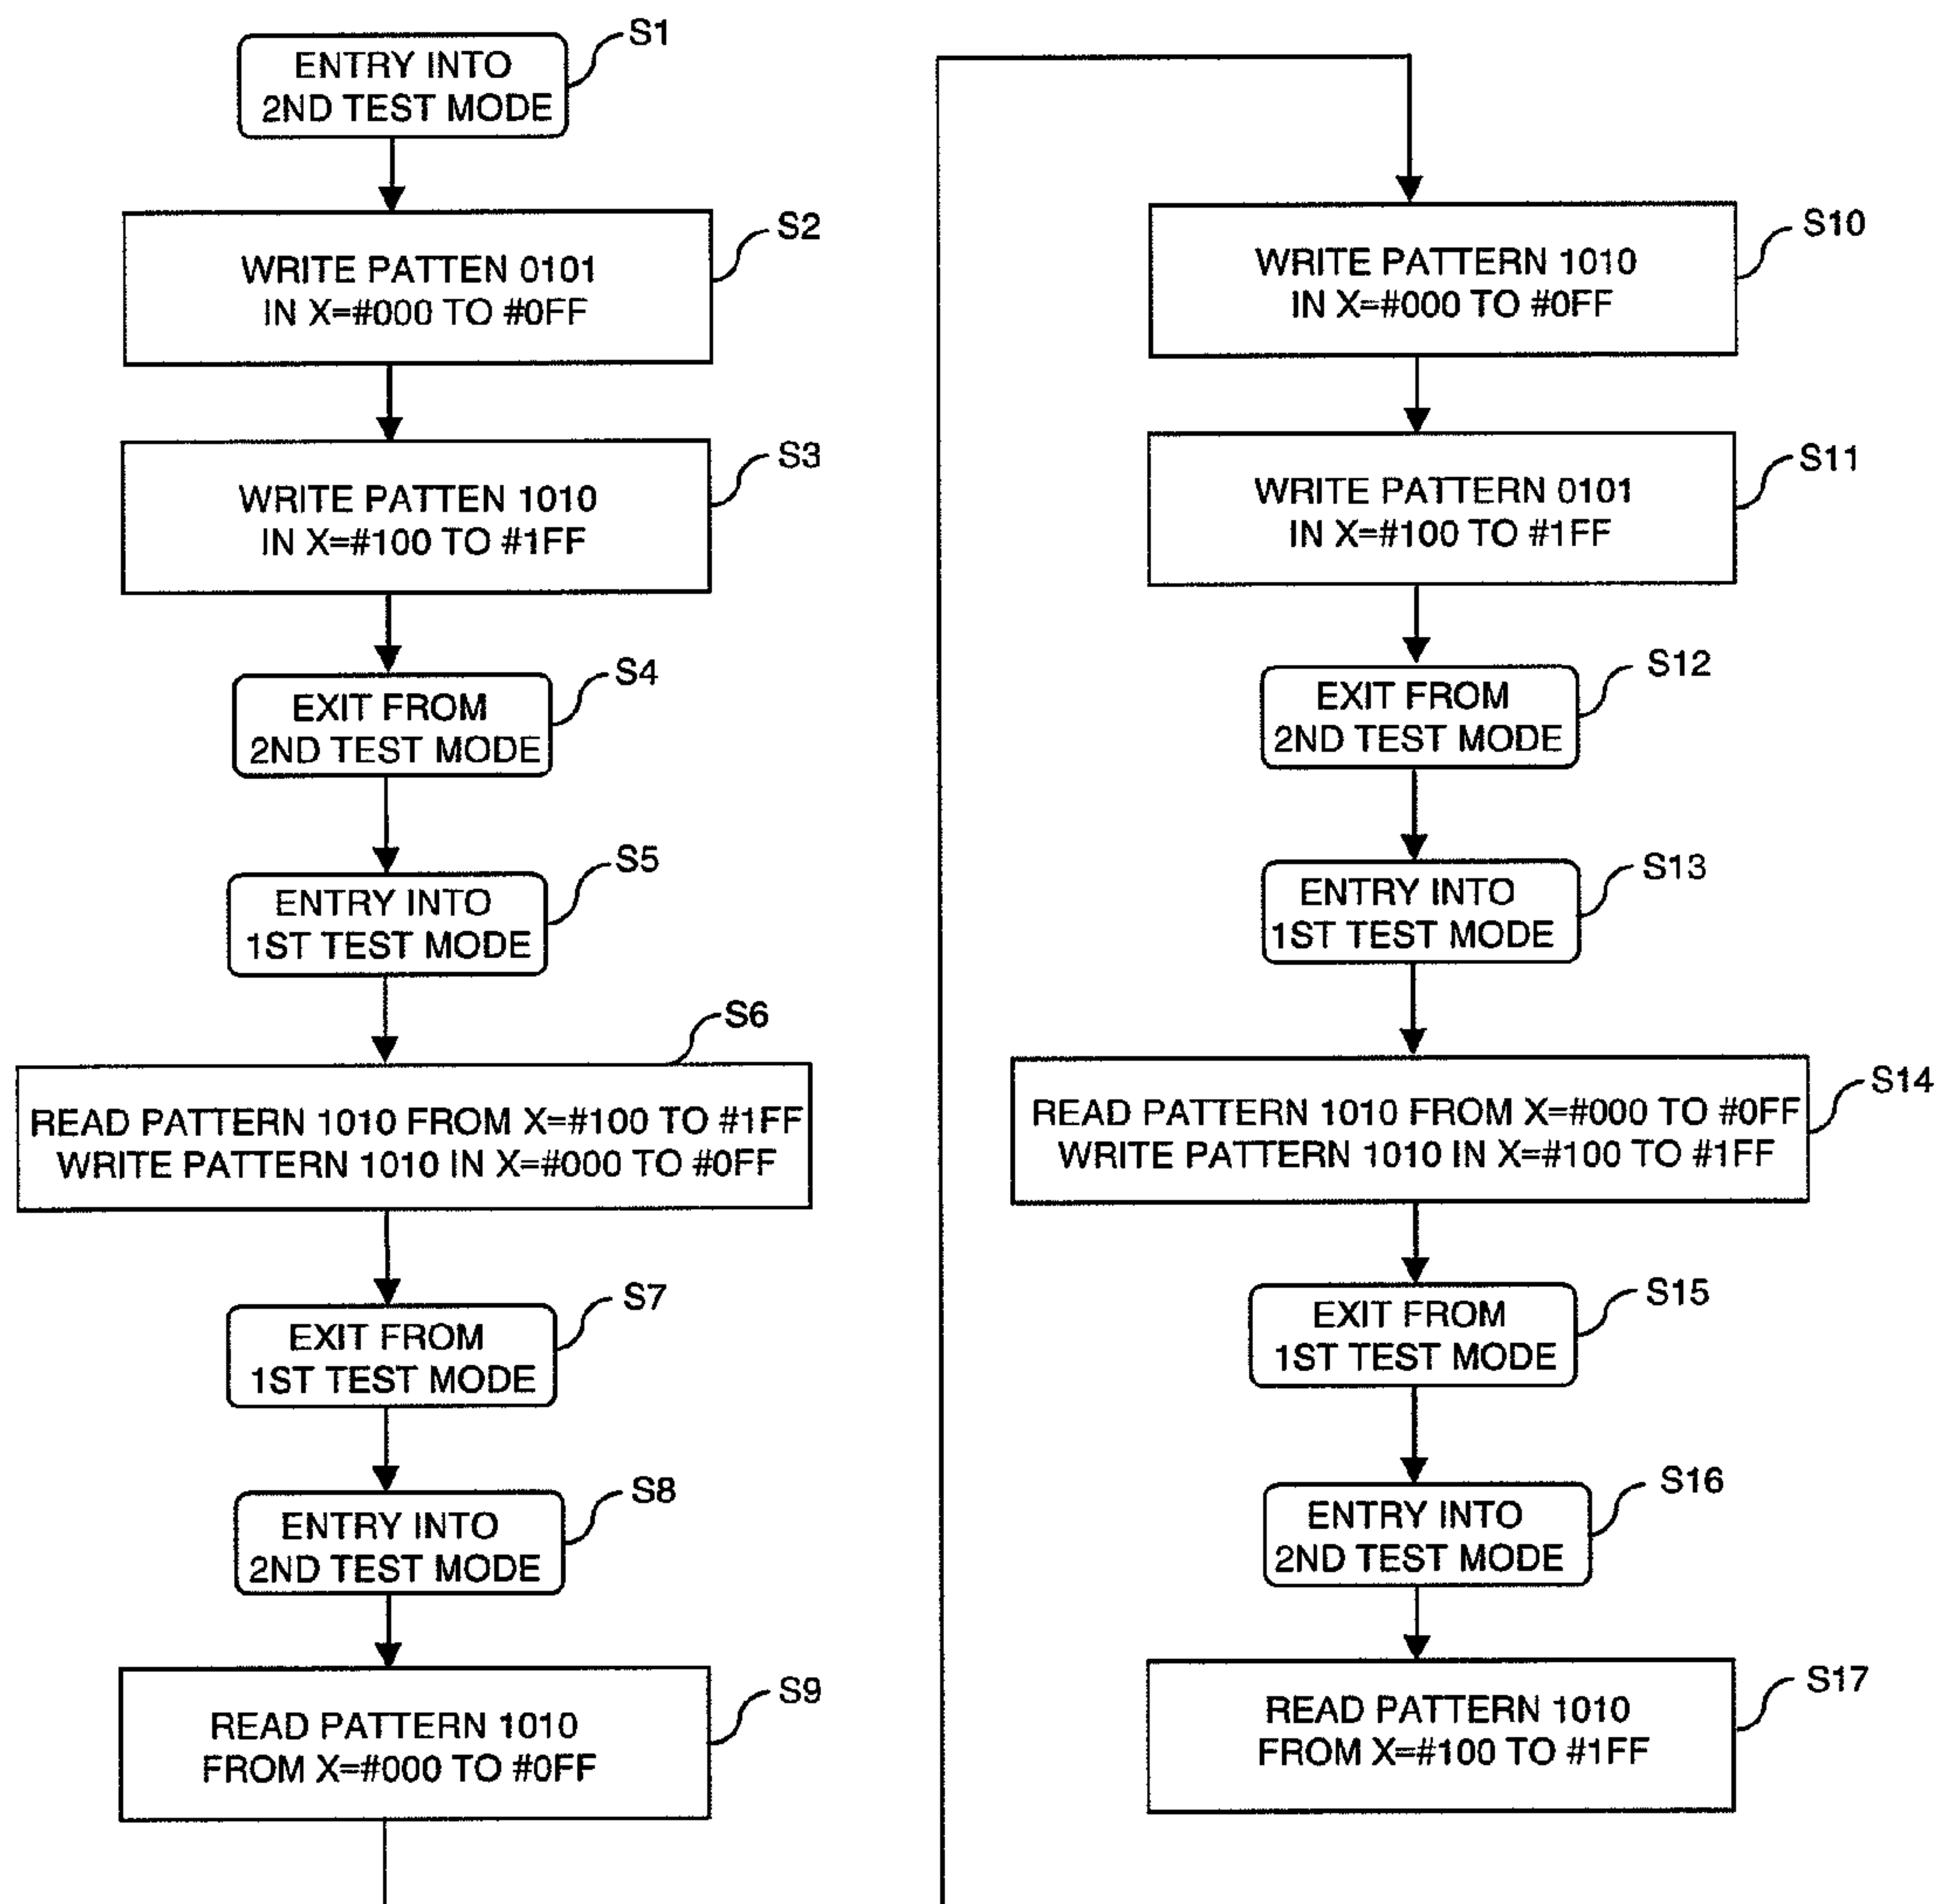 S1
ENTRY INTO
2ND TEST MODE
S2
WRITE PATTEN 0101
IN X=#000 TO #0FF
S3
WRITE PATTEN 1010
IN X=#100 TO #1FF
S4
EXIT FROM
2ND TEST MODE
S5
ENTRY INTO
1ST TEST MODE
S6
READ PATTERN 1010 FROM X=#100 TO #1FF
WRITE PATTERN 1010 IN X=#000 TO #0FF
S7
EXIT FROM
1ST TEST MODE
S8
ENTRY INTO
2ND TEST MODE
S9
READ PATTERN 1010
FROM X=#000 TO #0FF
S10
WRITE PATTERN 1010
IN X=#000 TO #0FF
S11
WRITE PATTERN 0101
IN X=#100 TO #1FF
S12
EXIT FROM
2ND TEST MODE
S13
ENTRY INTO
1ST TEST MODE
S14
READ PATTERN 1010 FROM X=#000 TO #0FF
WRITE PATTERN 1010 IN X=#100 TO #1FF
S15
EXIT FROM
1ST TEST MODE
S16
ENTRY INTO
2ND TEST MODE
S17
READ PATTERN 1010
FROM X=#100 TO #1FF